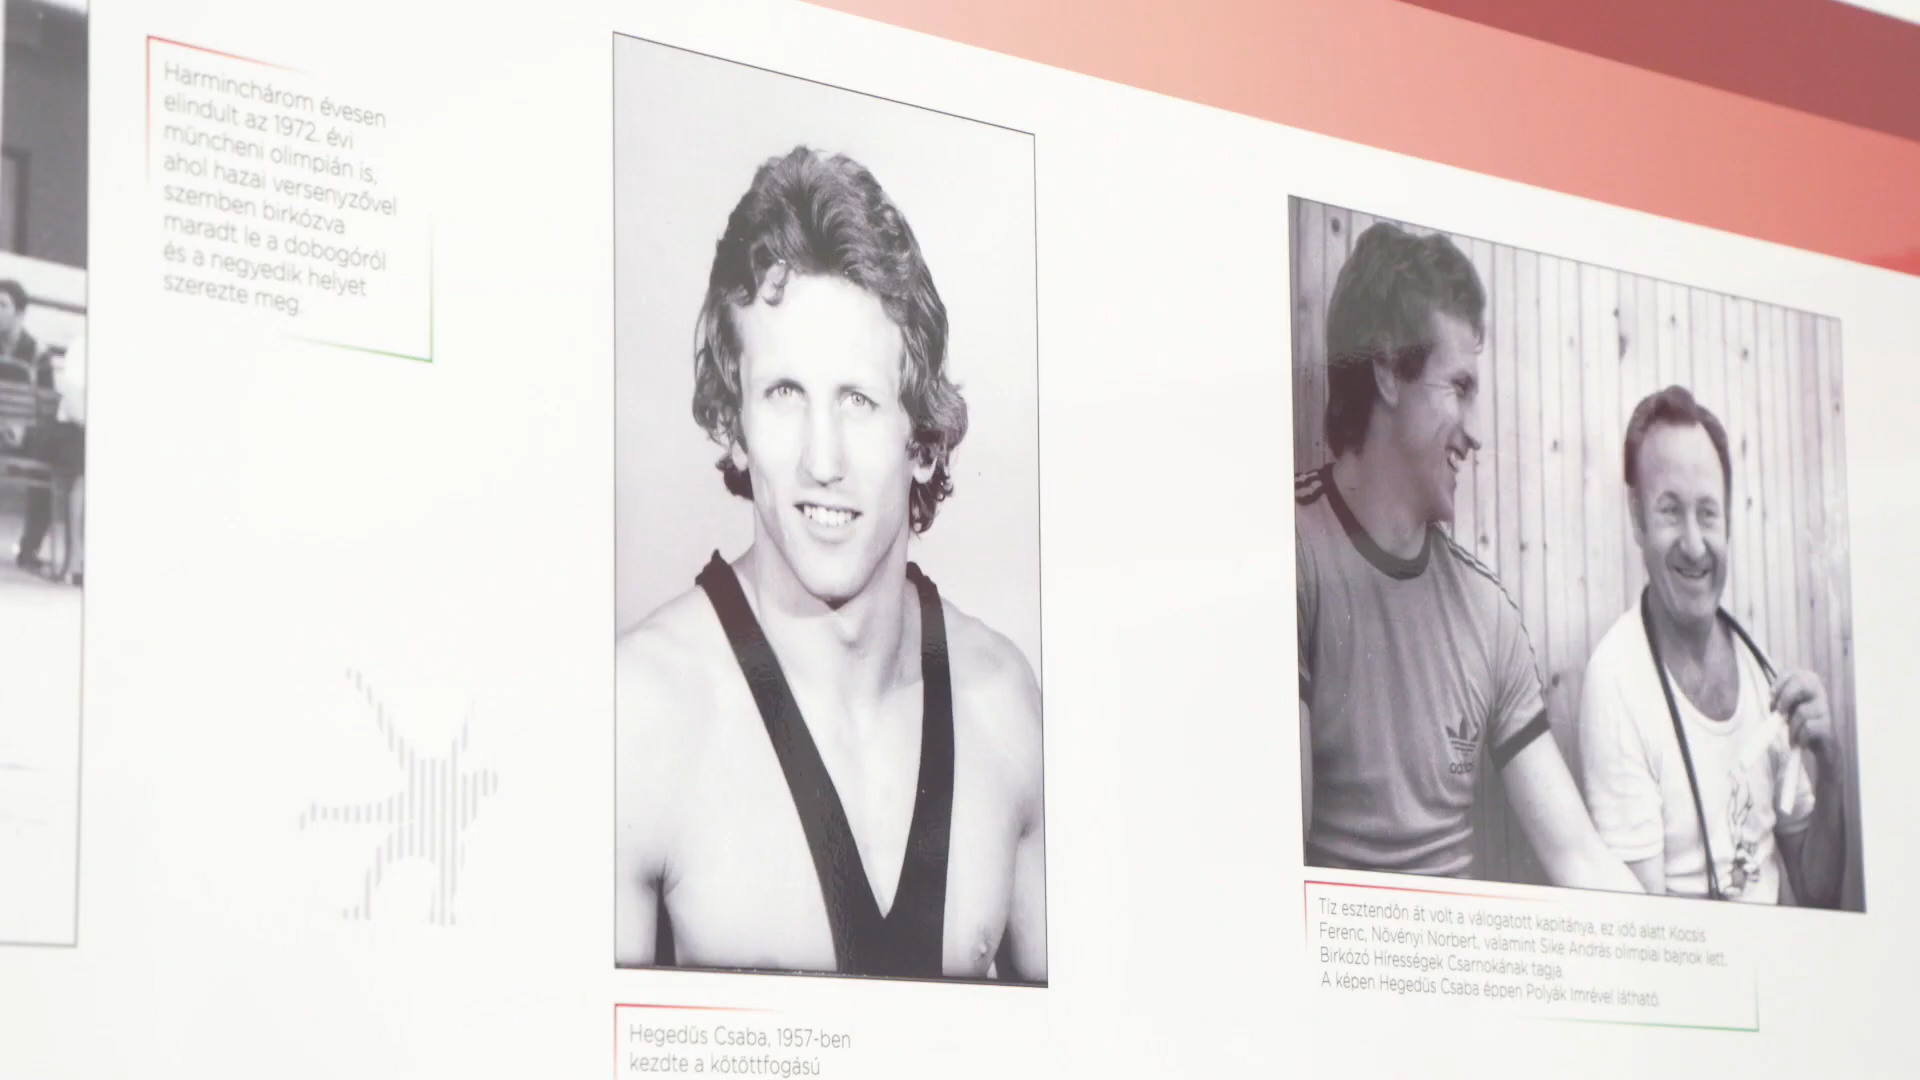 Harminchárom évesen
elindult az 1972. évi
müncheni olimpián is,
ahol hazai versenyzővel
szemben birkózva
maradt le a dobogóról
és a negyedik helyet
szerezte meg.
Hegedűs Csaba, 1957-ben
kezdte a kötöttfogású
adidas
Tíz esztendőn át volt a válogatott kapitánya, ez idő alatt Kocsis
Ferenc, Növényi Norbert, valamint Sike András olimpiai bajnok lett.
Birkózó Hírességek Csarnokának tagja.
A képen Hegedűs Csaba éppen Polyák Imrével látható.